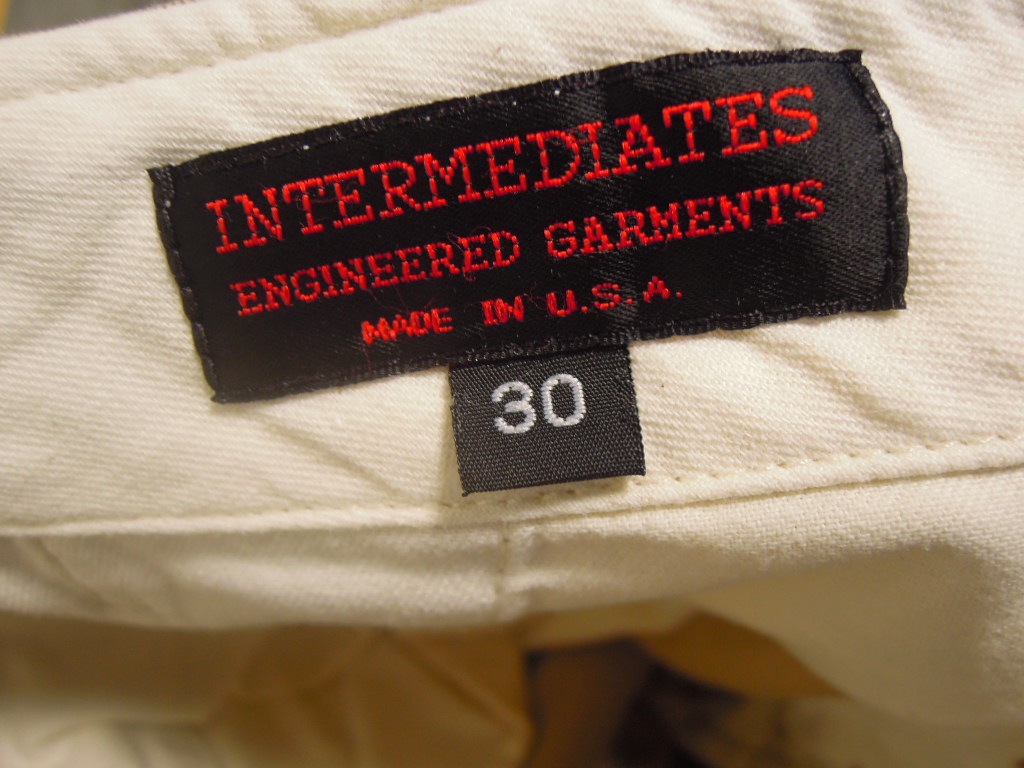 INTERMEDIATES
ENGINEERED GARMENTS
MADE IN U.S.A.
30